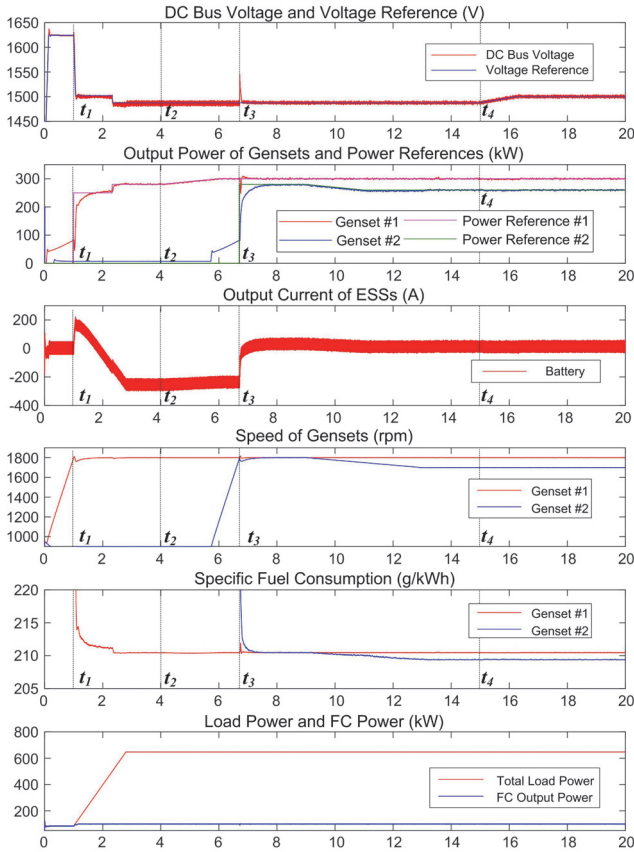 DC Bus Voltage and Voltage Reference (V)
1650
1600
1550
1500
1450
DC Bus Voltage
Voltage Reference
t1 t2 t3 t4
0 2 4 6 8 10 12 14 16 18 20
Output Power of Gensets and Power References (kW)
400
300
200
100
0
Genset #1 Power Reference #1
Genset #2 Power Reference #2
t1 t2 t3 t4
0 2 4 6 8 10 12 14 16 18 20
Output Current of ESSs (A)
200
0
-200
-400
Battery
t1 t2 t3 t4
0 2 4 6 8 10 12 14 16 18 20
Speed of Gensets (rpm)
1800
1600
1400
1200
1000
Genset #1
Genset #2
t1 t2 t3 t4
0 2 4 6 8 10 12 14 16 18 20
Specific Fuel Consumption (g/kWh)
220
215
210
205
Genset #1
Genset #2
t1 t2 t3 t4
0 2 4 6 8 10 12 14 16 18 20
Load Power and FC Power (kW)
800
600
400
200
0
Total Load Power
FC Output Power
0 2 4 6 8 10 12 14 16 18 20